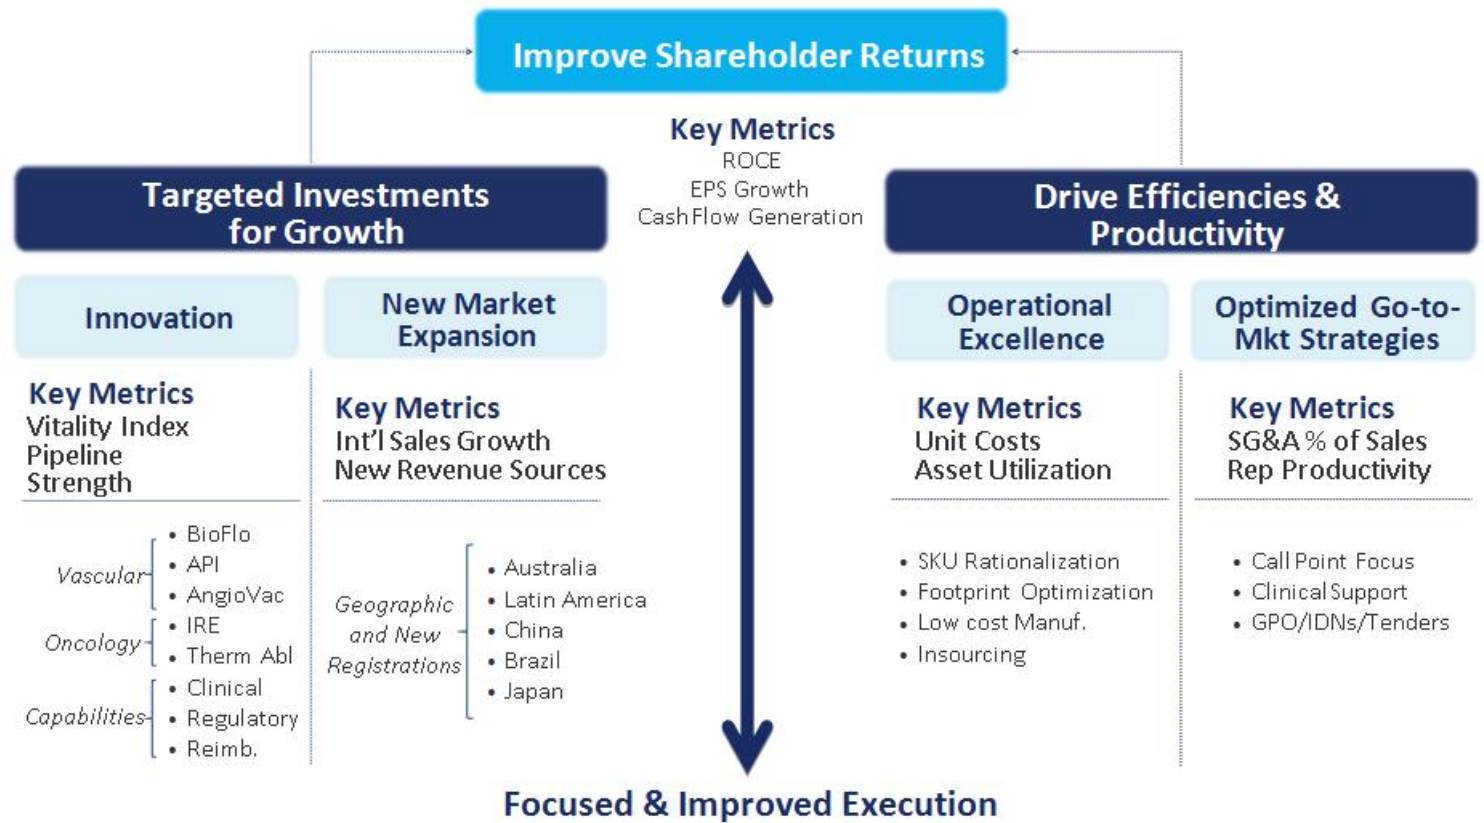 Improve Shareholder Returns
Key Metrics
ROCE
EPS Growth
Cash Flow Generation
Targeted Investments
for Growth
Innovation
Key Metrics
Vitality Index
Pipeline
Strength
Vascular
• BioFlo
• API
• AngioVac
Oncology
• IRE
• Therm Abl
Capabilities
• Clinical
• Regulatory
• Reimb.
New Market
Expansion
Key Metrics
Int'l Sales Growth
New Revenue Sources
Geographic
and New
Registrations
• Australia
• Latin America
• China
• Brazil
• Japan
Drive Efficiencies &
Productivity
Operational
Excellence
Key Metrics
Unit Costs
Asset Utilization
• SKU Rationalization
• Footprint Optimization
• Low cost Manuf.
• Insourcing
Optimized Go-to-
Mkt Strategies
Key Metrics
SG&A % of Sales
Rep Productivity
• Call Point Focus
• Clinical Support
• GPO/IDNs/Tenders
Focused & Improved Execution